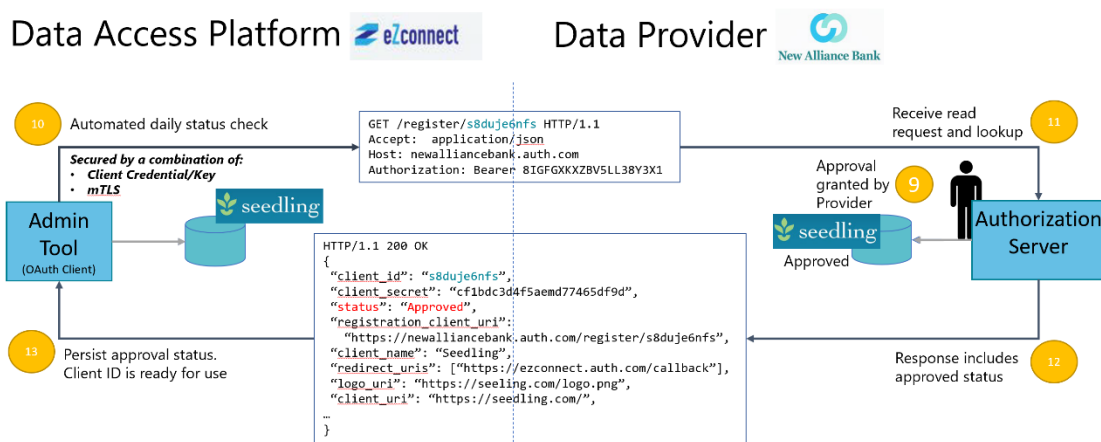 Data Access Platform eZconnect
Data Provider New Alliance Bank
10
Automated daily status check
Secured by a combination of:
• Client Credential/Key
• mTLS
seedling
Admin
Tool
(OAuth Client)
GET /register/s8duje6nfs HTTP/1.1
Accept:  application/json
Host: newalliancebank.auth.com
Authorization: Bearer 8IGFGXKXZBV5LL38Y3X1
Receive read
request and lookup
11
Approval
granted by
Provider
9
seedling
Approved
Authorization
Server
HTTP/1.1 200 OK
{
“client_id”: “s8duje6nfs”,
“client_secret”: “cf1bdc3d4f5aemd77465df9d”,
“status”: “Approved”,
“registration_client_uri”:
“https://newalliancebank.auth.com/register/s8duje6nfs”,
“client_name”: “Seedling”,
“redirect_uris”: [“https://ezconnect.auth.com/callback”],
“logo_uri”: “https://seeling.com/logo.png”,
“client_uri”: “https://seedling.com/”,
…
}
13
Persist approval status.
Client ID is ready for use
Response includes
approved status
12